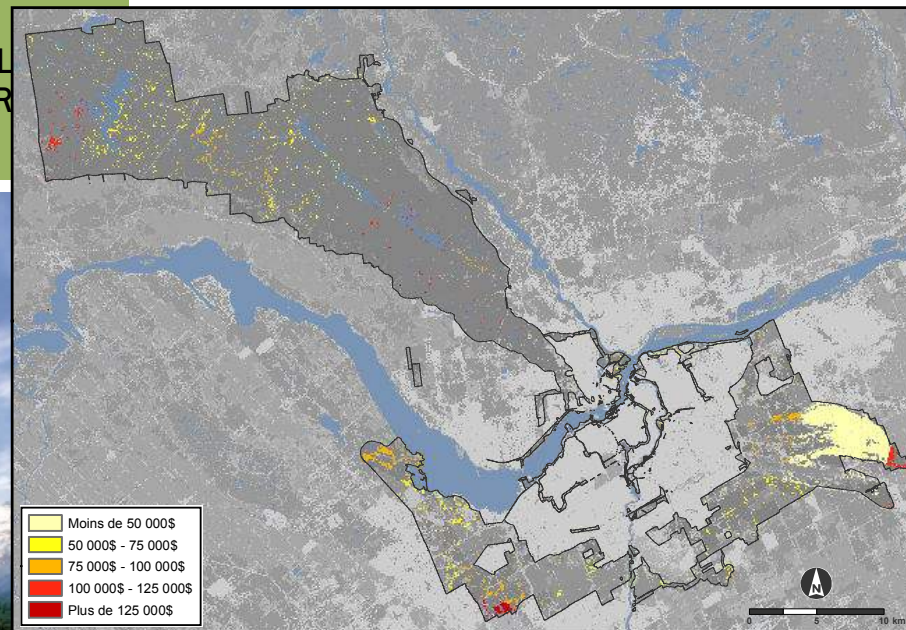 L
R
Moins de 50 000$
50 000$ - 75 000$
75 000$ - 100 000$
100 000$ - 125 000$
Plus de 125 000$
N
0 5 10 km